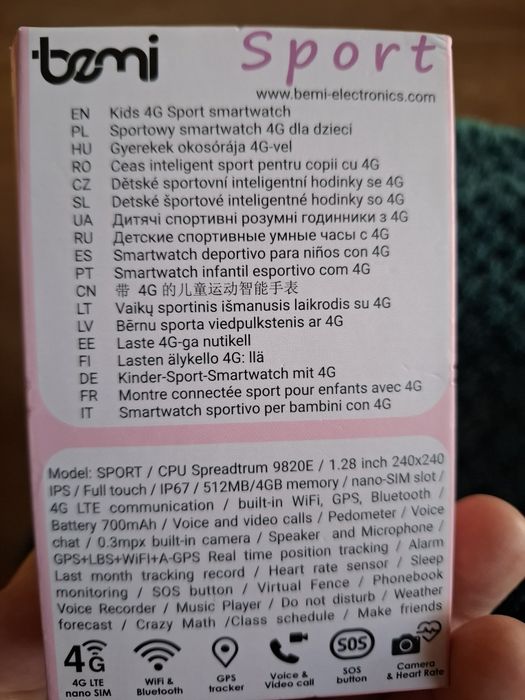 bemi Sport
www.bemi-electronics.com
EN Kids 4G Sport smartwatch
PL Sportowy smartwatch 4G dla dzieci
HU Gyerekek okosórája 4G-vel
RO Ceas inteligent sport pentru copii cu 4G
CZ Dětské sportovní inteligentní hodinky se 4G
SL Detské športové inteligentné hodinky so 4G
UA Дитячі спортивні розумні годинники з 4G
RU Детские спортивные умные часы с 4G
ES Smartwatch deportivo para niños con 4G
PT Smartwatch infantil esportivo com 4G
CN 带 4G 的儿童运动智能手表
LT Vaikų sportinis išmanusis laikrodis su 4G
LV Bērnu sporta viedpulkstenis ar 4G
EE Laste 4G-ga nutikell
FI Lasten älykello 4G: llä
DE Kinder-Sport-Smartwatch mit 4G
FR Montre connectée sport pour enfants avec 4G
IT Smartwatch sportivo per bambini con 4G
Model: SPORT / CPU Spreadtrum 9820E / 1.28 inch 240x240
IPS / Full touch / IP67 / 512MB/4GB memory / nano-SIM slot /
4G LTE communication / built-in WiFi, GPS, Bluetooth /
Battery 700mAh / Voice and video calls / Pedometer / Voice
chat / 0.3mpx built-in camera / Speaker and Microphone /
GPS+LBS+WiFI+A-GPS Real time position tracking / Alarm
Last month tracking record / Heart rate sensor / Sleep
monitoring / SOS button / Virtual Fence / Phonebook
Voice Recorder / Music Player / Do not disturb / Weather
forecast / Crazy Math /Class schedule / Make friends
4G SOS
4G LTE nano SIM
WiFi & Bluetooth
GPS tracker
Voice & Video call
SOS button
Camera & Heart Rate